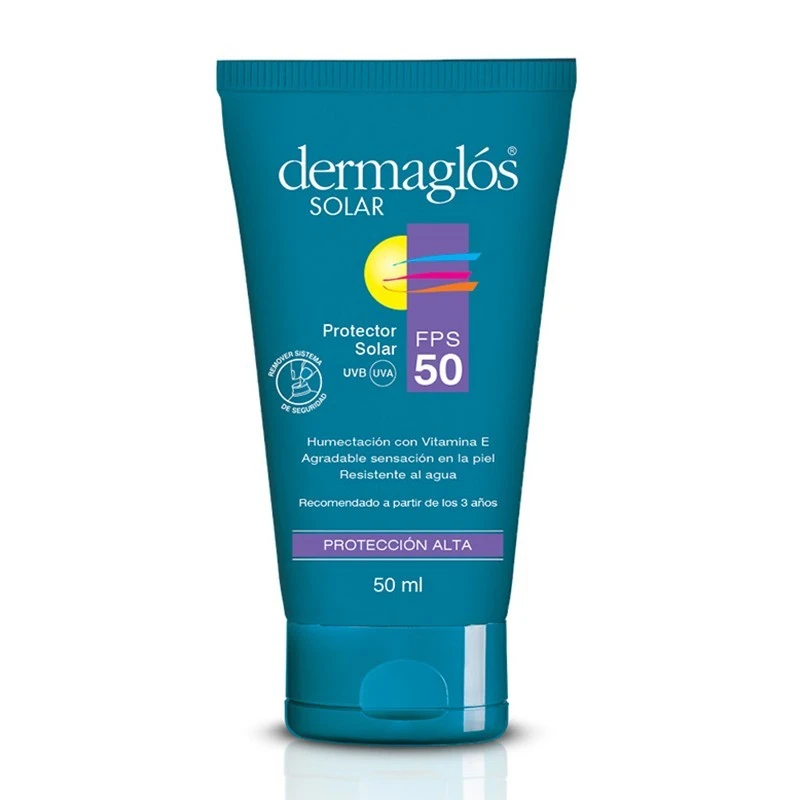 dermaglós®
SOLAR
Protector
Solar
UVB UVA
FPS
50
REMOVER SISTEMA
DE SEGURIDAD
Humectación con Vitamina E
Agradable sensación en la piel
Resistente al agua
Recomendado a partir de los 3 años
PROTECCIÓN ALTA
50 ml